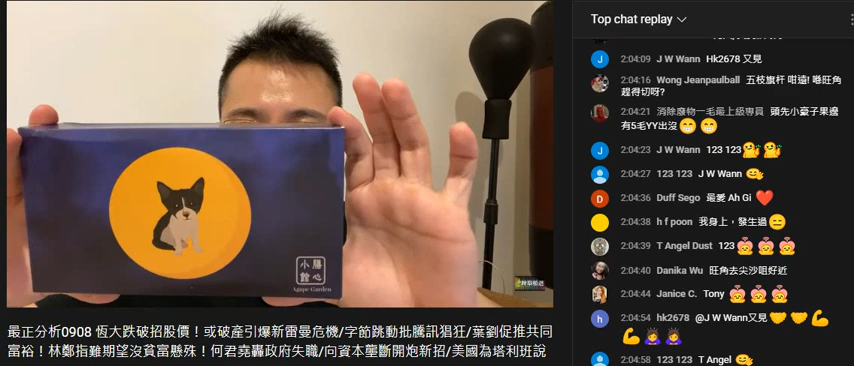 小館
勝心
Agape Garden
最正分析0908 恆大跌破招股價！或破產引爆新雷曼危機/字節跳動批騰訊猖狂/葉劉促推共同
富裕！林鄭指難期望沒貧富懸殊！何君堯轟政府失職/向資本壟斷開炮新招/美國為塔利班說
Top chat replay
J
2:04:09 J W Wann Hk2678 又見
2:04:16 Wong Jeanpaulball 五枝旗杆 咁遠! 喺旺角
趕得切呀?
2:04:21 消除廢物一毛最上級專員 頭先小豪子果邊
有5毛YY出沒😁😁
J
2:04:23 J W Wann 123 123
2:04:27 123 123 J W Wann
D
2:04:36 Duff Sego 最愛 Ah Gi ❤️
2:04:38 h f poon 我身上，發生過😑
2:04:39 T Angel Dust 123
2:04:40 Danika Wu 旺角去尖沙咀好近
2:04:44 Janice C. Tony
h
2:04:54 hk2678 @J W Wann又見
2:04:58 123 123 T Angel